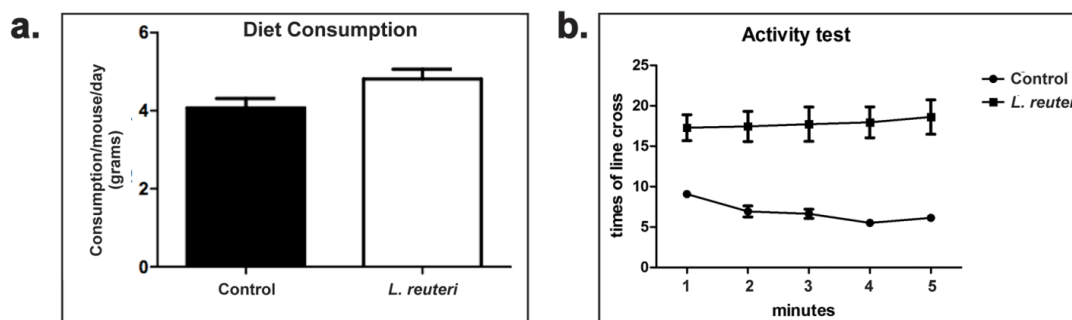 a.
Diet Consumption
Consumption/mouse/day
(grams)
6
4
2
0
Control
L. reuteri
b.
Activity test
times of line cross
25
20
15
10
5
0
1 2 3 4 5
minutes
Control
L. reuteri